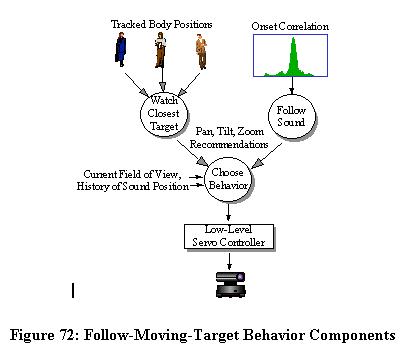 Tracked Body Positions
Onset Correlation
Watch
Closest
Target
Follow
Sound
Pan, Tilt, Zoom
Recommendations
Current Field of View,
History of Sound Position
Choose
Behavior
Low-Level
Servo Controller
Figure 72: Follow-Moving-Target Behavior Components